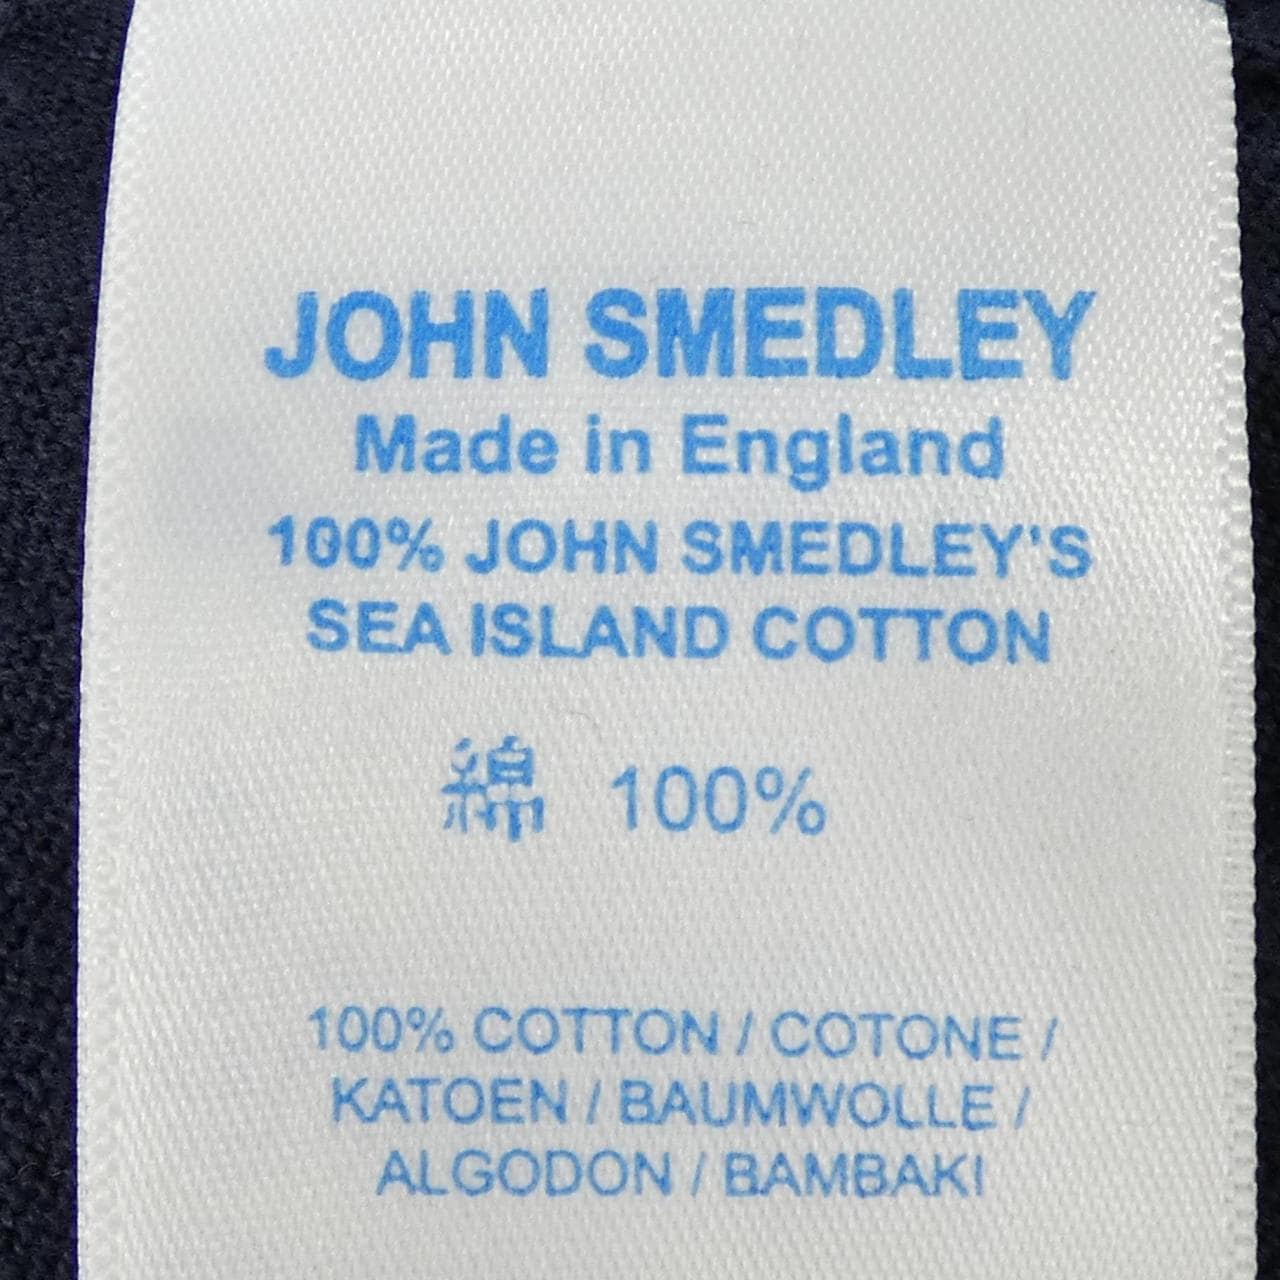 JOHN SMEDLEY
Made in England
100% JOHN SMEDLEY'S
SEA ISLAND COTTON
綿 100%
100% COTTON / COTONE /
KATOEN / BAUMWOLLE /
ALGODON / BAMBAKI